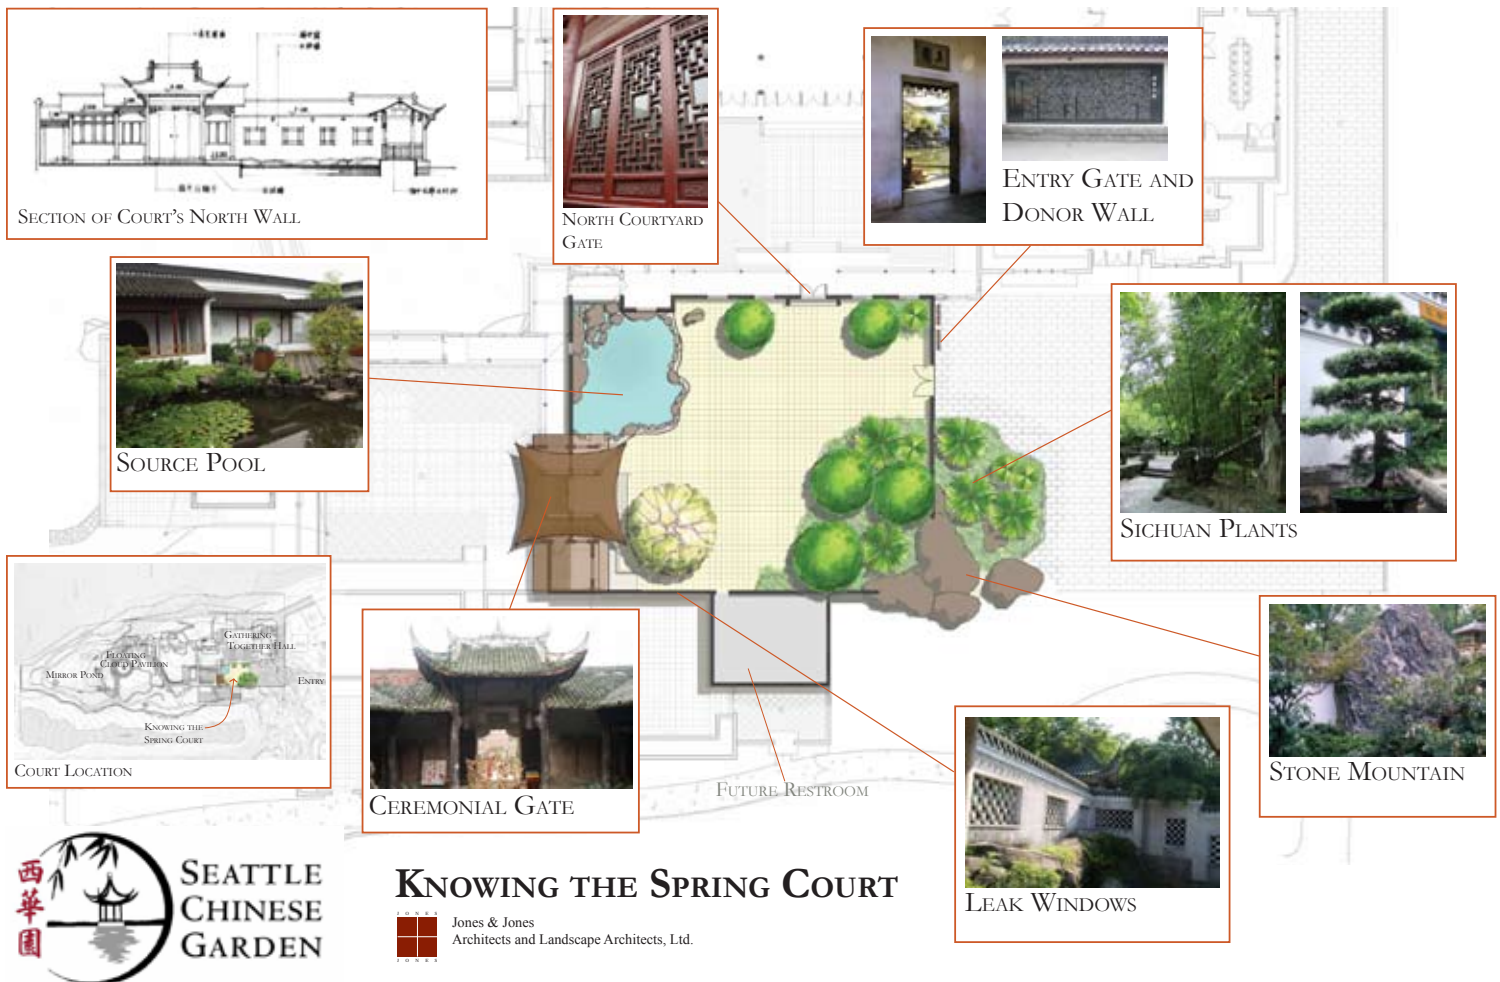 Section of Court's North Wall
North Courtyard
Gate
Entry Gate and
Donor Wall
Source Pool
Sichuan Plants
Gathering
Together Hall
Floating
Cloud Pavilion
Mirror Pond
Entry
Knowing the
Spring Court
Court Location
Ceremonial Gate
Future Restroom
Leak Windows
Stone Mountain
西華園
Seattle
Chinese
Garden
Knowing the Spring Court
JONES
Jones & Jones
Architects and Landscape Architects, Ltd.
JONES